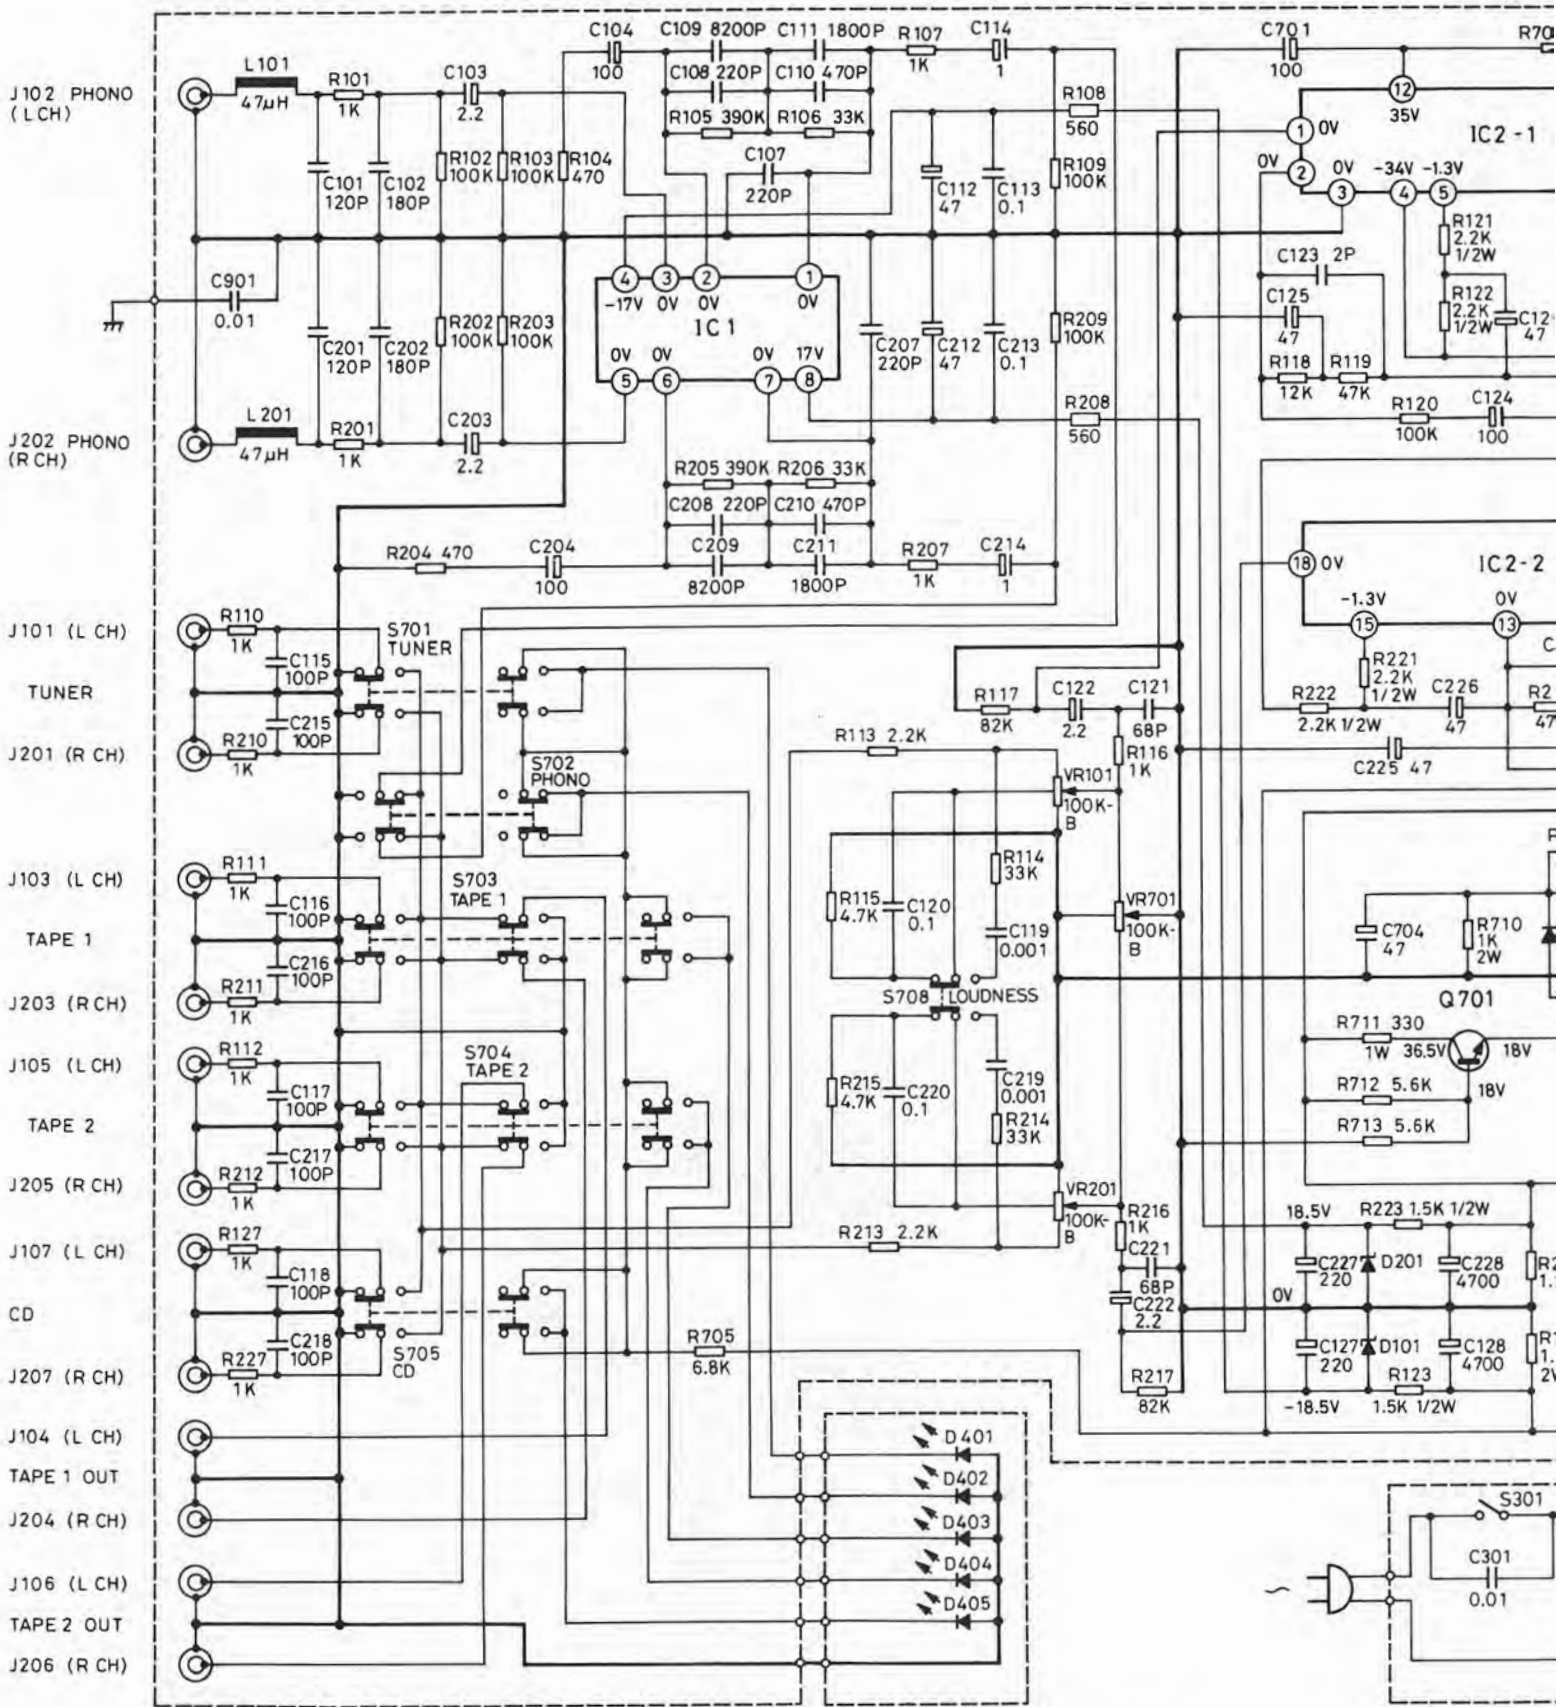 J102 PHONO
(L CH)
L101
47µH
R101
1K
C103
2.2
C101
120P
C102
180P
R102
100K
R103
100K
R104
470
C104
100
C109 8200P
C111 1800P
C108 220P
C110 470P
R105 390K
R106 33K
C107
220P
R107
1K
C114
1
R108
560
C112
47
C113
0.1
R109
100K
C701
100
12
35V
1
0V
IC2-1
0V
2
0V
3
-34V
4
-1.3V
5
R121
2.2K
1/2W
C123 2P
C125
47
R122
2.2K
1/2W
47
R118
12K
R119
47K
R120
100K
C124
100
C901
0.01
4
-17V
3
0V
2
0V
1
0V
IC1
0V
5
0V
6
0V
7
17V
8
C201
120P
C202
180P
R202
100K
R203
100K
C207
220P
C212
47
C213
0.1
R209
100K
J202 PHONO
(R CH)
L201
47µH
R201
1K
C203
2.2
R208
560
R205 390K
R206 33K
C208 220P
C210 470P
C209
8200P
C211
1800P
R204 470
C204
100
R207
1K
C214
1
18
0V
IC2-2
-1.3V
15
0V
13
R221
2.2K
1/2W
R222
2.2K 1/2W
C226
47
C225 47
J101 (L CH)
R110
1K
C115
100P
S701
TUNER
TUNER
C215
100P
J201 (R CH)
R210
1K
S702
PHONO
R117
82K
C122
2.2
C121
68P
R113 2.2K
R116
1K
VR101
100K-
B
J103 (L CH)
R111
1K
C116
100P
S703
TAPE 1
TAPE 1
C216
100P
J203 (R CH)
R211
1K
R114
33K
R115
4.7K
C120
0.1
C119
0.001
VR701
100K-
B
S708 LOUDNESS
C704
47
R710
1K
2W
Q701
R711 330
1W
36.5V
18V
18V
R712 5.6K
R713 5.6K
J105 (L CH)
R112
1K
C117
100P
S704
TAPE 2
TAPE 2
C217
100P
J205 (R CH)
R212
1K
R215
4.7K
C220
0.1
C219
0.001
R214
33K
VR201
100K-
B
R213 2.2K
R216
1K
C221
68P
C222
2.2
R217
82K
18.5V
R223 1.5K 1/2W
C227
220
D201
C228
4700
0V
C127
220
D101
C128
4700
R123
1.5K 1/2W
-18.5V
J107 (L CH)
R127
1K
C118
100P
CD
C218
100P
J207 (R CH)
R227
1K
S705
CD
R705
6.8K
J104 (L CH)
TAPE 1 OUT
J204 (R CH)
J106 (L CH)
TAPE 2 OUT
J206 (R CH)
D401
D402
D403
D404
D405
S301
C301
0.01
~